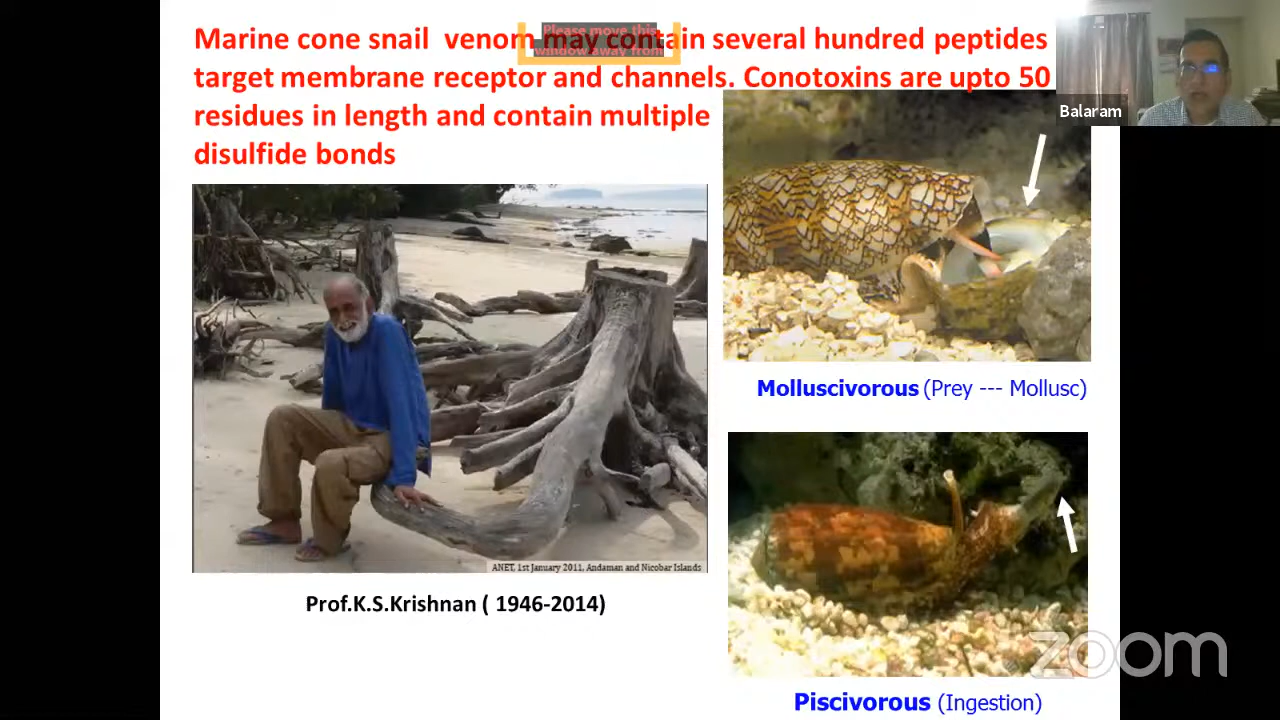 Marine cone snail venom may contain several hundred peptides
target membrane receptor and channels. Conotoxins are upto 50
residues in length and contain multiple
disulfide bonds
Please move this
window away from
Balaram
Molluscivorous (Prey --- Mollusc)
ANET, 1st January 2011. Andaman and Nicobar Islands
Prof.K.S.Krishnan ( 1946-2014)
zoom
Piscivorous (Ingestion)